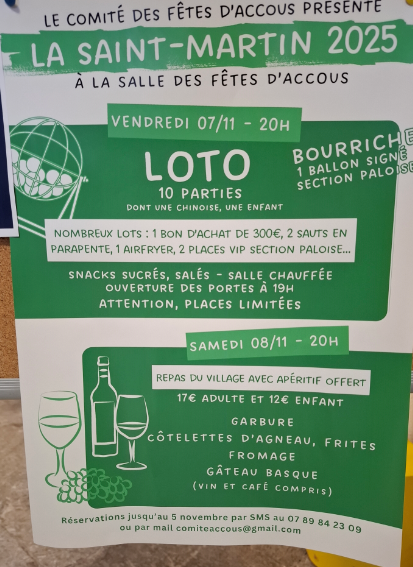 LE COMITÉ DES FÊTES D'ACCOUS PRÉSENTE
LA SAINT-MARTIN 2025
À LA SALLE DES FÊTES D'ACCOUS
VENDREDI 07/11 - 20H
LOTO
10 PARTIES
DONT UNE CHINOISE, UNE ENFANT
BOURRICHE
1 BALLON SIGNÉ
SECTION PALOISE
NOMBREUX LOTS : 1 BON D'ACHAT DE 300€, 2 SAUTS EN
PARAPENTE, 1 AIRFRYER, 2 PLACES VIP SECTION PALOISE...
SNACKS SUCRÉS, SALÉS - SALLE CHAUFFÉE
OUVERTURE DES PORTES À 19H
ATTENTION, PLACES LIMITÉES
SAMEDI 08/11 - 20H
REPAS DU VILLAGE AVEC APÉRITIF OFFERT
17€ ADULTE ET 12€ ENFANT
GARBURE
CÔTELETTES D'AGNEAU, FRITES
FROMAGE
GÂTEAU BASQUE
(VIN ET CAFÉ COMPRIS)
Réservations jusqu'au 5 novembre par SMS au 07 89 84 23 09
ou par mail comiteaccous@gmail.com